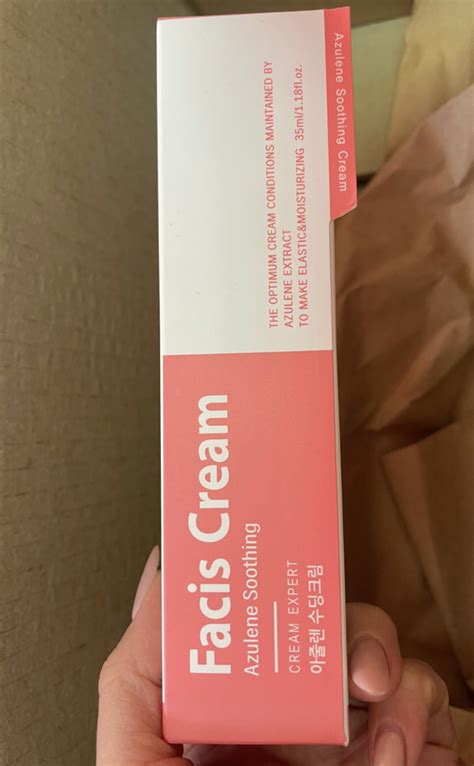 Facis Cream
Azulene Soothing
CREAM EXPERT
아줄렌 수딩크림
THE OPTIMUM CREAM CONDITIONS MAINTAINED BY
AZULENE EXTRACT
TO MAKE ELASTIC&MOISTURIZING 35ml/1.18fl.oz.
Azulene Soothing Cream